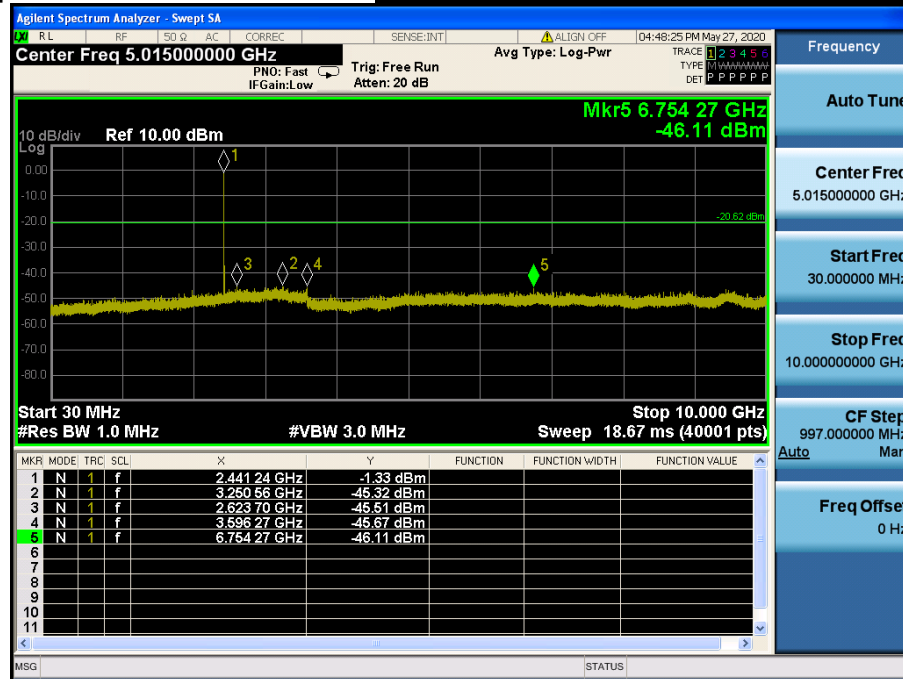 Agilent Spectrum Analyzer - Swept SA
LXI RL RF 50 Ω AC CORREC SENSE:INT ALIGN OFF 04:48:25 PM May 27, 2020
Center Freq 5.015000000 GHz
PNO: Fast
IFGain:Low
Trig: Free Run
Atten: 20 dB
Avg Type: Log-Pwr
TRACE 1 2 3 4 5 6
TYPE M W W W W W
DET P P P P P P
Mkr5 6.754 27 GHz
-46.11 dBm
10 dB/div Ref 10.00 dBm
Log
1
0.00
-10.0
-20.0
-20.62 dBm
-30.0
3 2 4 5
-40.0
-50.0
-60.0
-70.0
-80.0
Start 30 MHz Stop 10.000 GHz
#Res BW 1.0 MHz #VBW 3.0 MHz Sweep 18.67 ms (40001 pts)
MKR MODE TRC SCL X Y FUNCTION FUNCTION WIDTH FUNCTION VALUE
1 N 1 f 2.441 24 GHz -1.33 dBm
2 N 1 f 3.250 56 GHz -45.32 dBm
3 N 1 f 2.623 70 GHz -45.51 dBm
4 N 1 f 3.596 27 GHz -45.67 dBm
5 N 1 f 6.754 27 GHz -46.11 dBm
6
7
8
9
10
11
MSG STATUS
Frequency
Auto Tune
Center Freq
5.015000000 GHz
Start Freq
30.000000 MHz
Stop Freq
10.000000000 GHz
CF Step
997.000000 MHz
Auto Man
Freq Offset
0 Hz